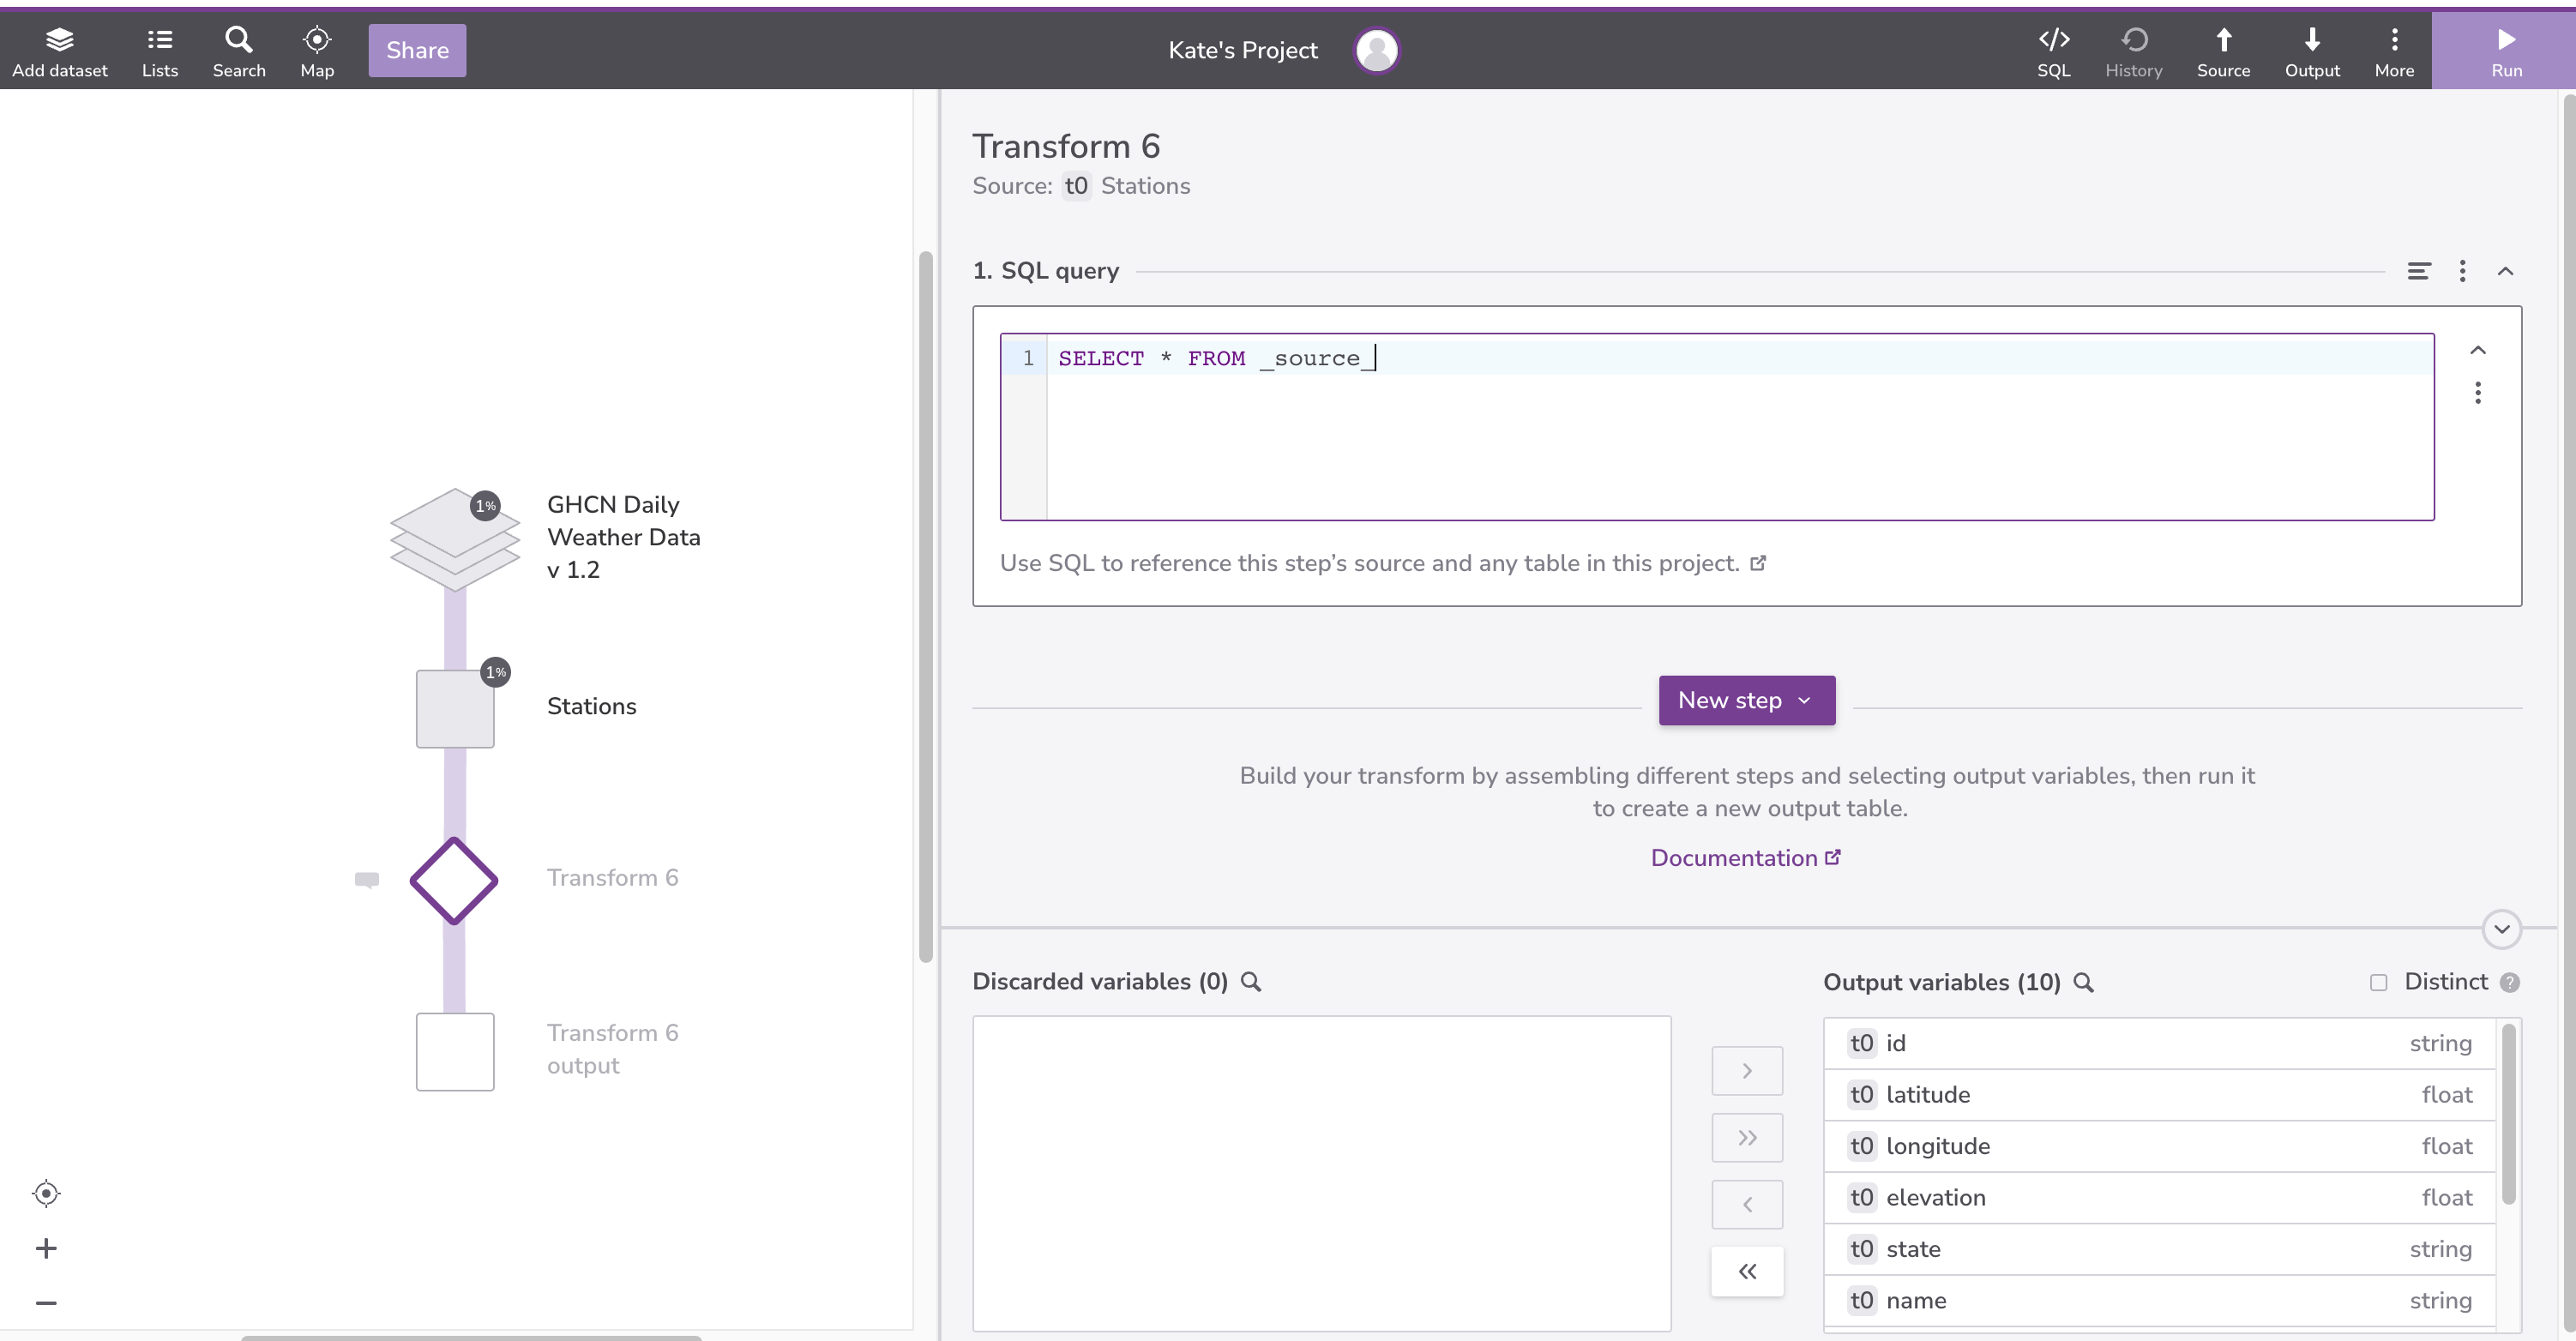 Add dataset
Lists
Search
Map
Share
Kate's Project
SQL
History
Source
Output
More
Run
1%
GHCN Daily
Weather Data
v 1.2
1%
Stations
Transform 6
Transform 6
output
Transform 6
Source: t0 Stations
1. SQL query
1 SELECT * FROM _source_
Use SQL to reference this step’s source and any table in this project.
New step
Build your transform by assembling different steps and selecting output variables, then run it
to create a new output table.
Documentation
Discarded variables (0)
Output variables (10)
Distinct ?
t0 id string
t0 latitude float
t0 longitude float
t0 elevation float
t0 state string
t0 name string